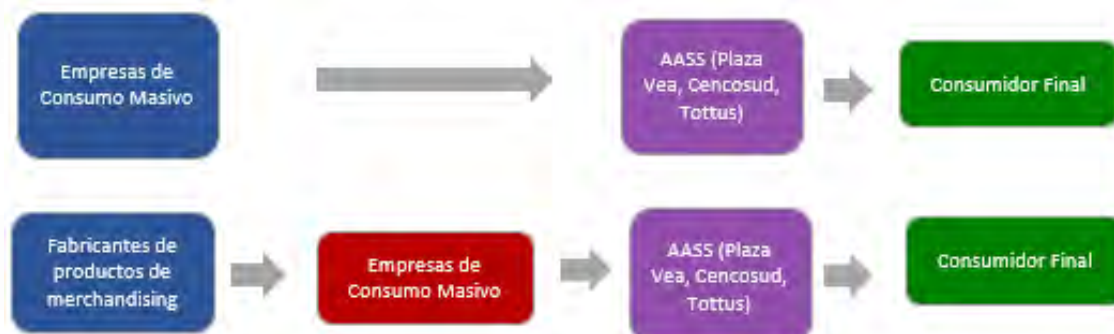 Empresas de
Consumo Masivo
AASS (Plaza
Vea, Cencosud,
Tottus)
Consumidor Final
Fabricantes de
productos de
merchandising
Empresas de
Consumo Masivo
AASS (Plaza
Vea, Cencosud,
Tottus)
Consumidor Final